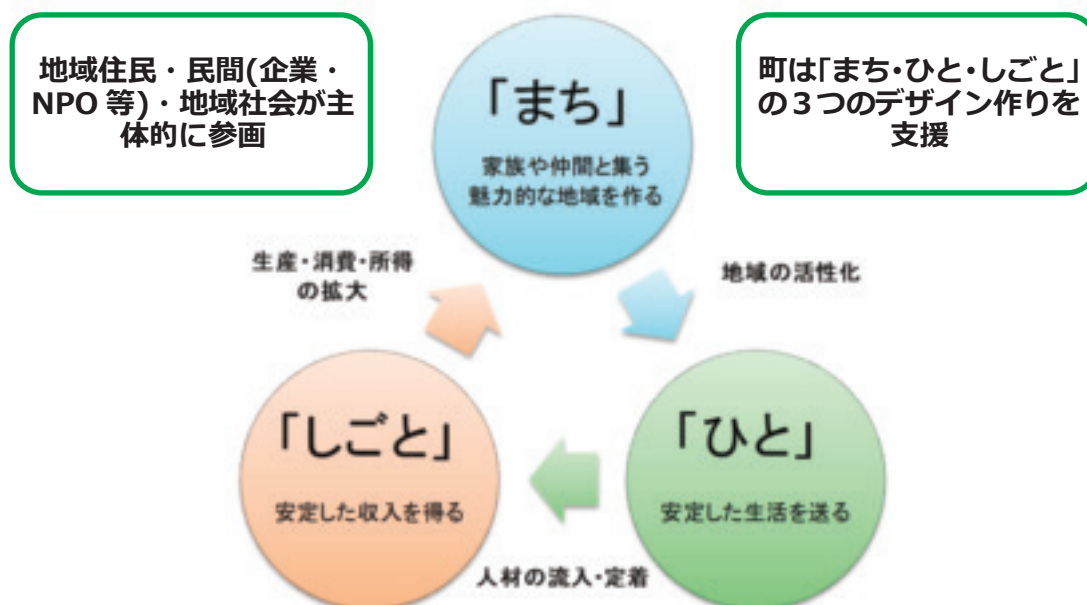 地域住民・民間(企業・
NPO 等)・地域社会が主
体的に参画
「まち」
家族や仲間と集う
魅力的な地域を作る
町は「まち・ひと・しごと」
の３つのデザイン作りを
支援
生産・消費・所得
の拡大
地域の活性化
「しごと」
安定した収入を得る
「ひと」
安定した生活を送る
人材の流入・定着